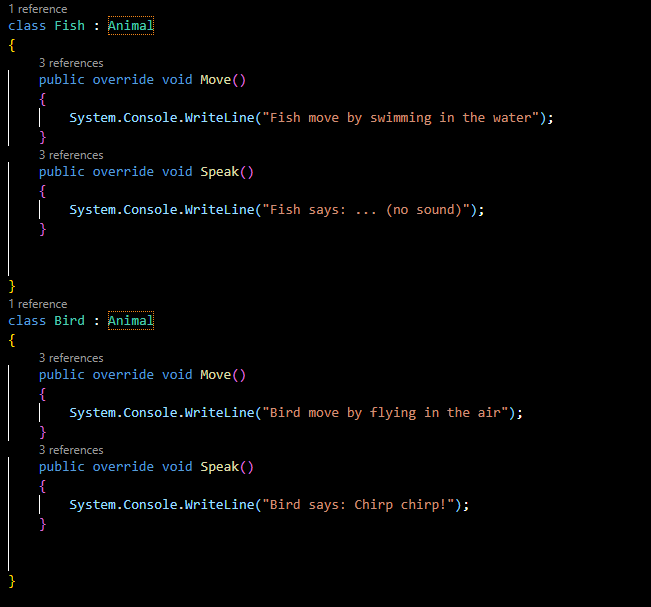 1 reference
class Fish : Animal
{
3 references
public override void Move()
{
System.Console.WriteLine("Fish move by swimming in the water");
}
3 references
public override void Speak()
{
System.Console.WriteLine("Fish says: ... (no sound)");
}
}
1 reference
class Bird : Animal
{
3 references
public override void Move()
{
System.Console.WriteLine("Bird move by flying in the air");
}
3 references
public override void Speak()
{
System.Console.WriteLine("Bird says: Chirp chirp!");
}
}